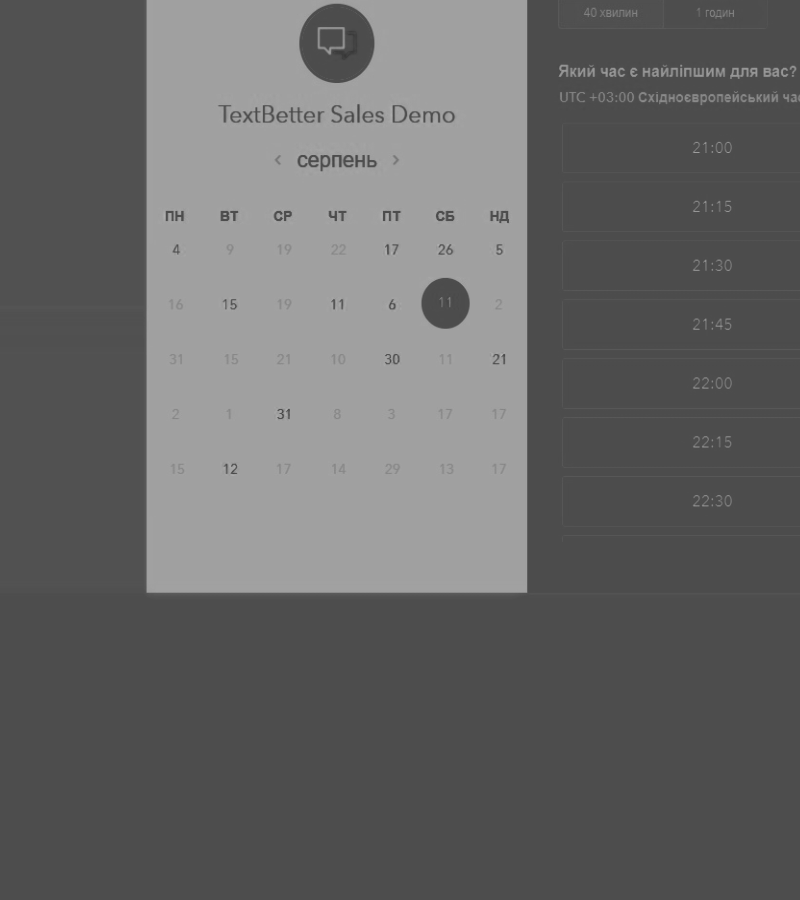 TextBetter Sales Demo
серпень
ПН ВТ СР ЧТ ПТ СБ НД
4 9 19 22 17 26 5
16 15 19 11 6 11 2
31 15 21 10 30 11 21
2 1 31 8 3 17 17
15 12 17 14 29 13 17
40 хвилин 1 годин
Який час є найліпшим для вас?
UTC +03:00 Східноєвропейський час
21:00
21:15
21:30
21:45
22:00
22:15
22:30